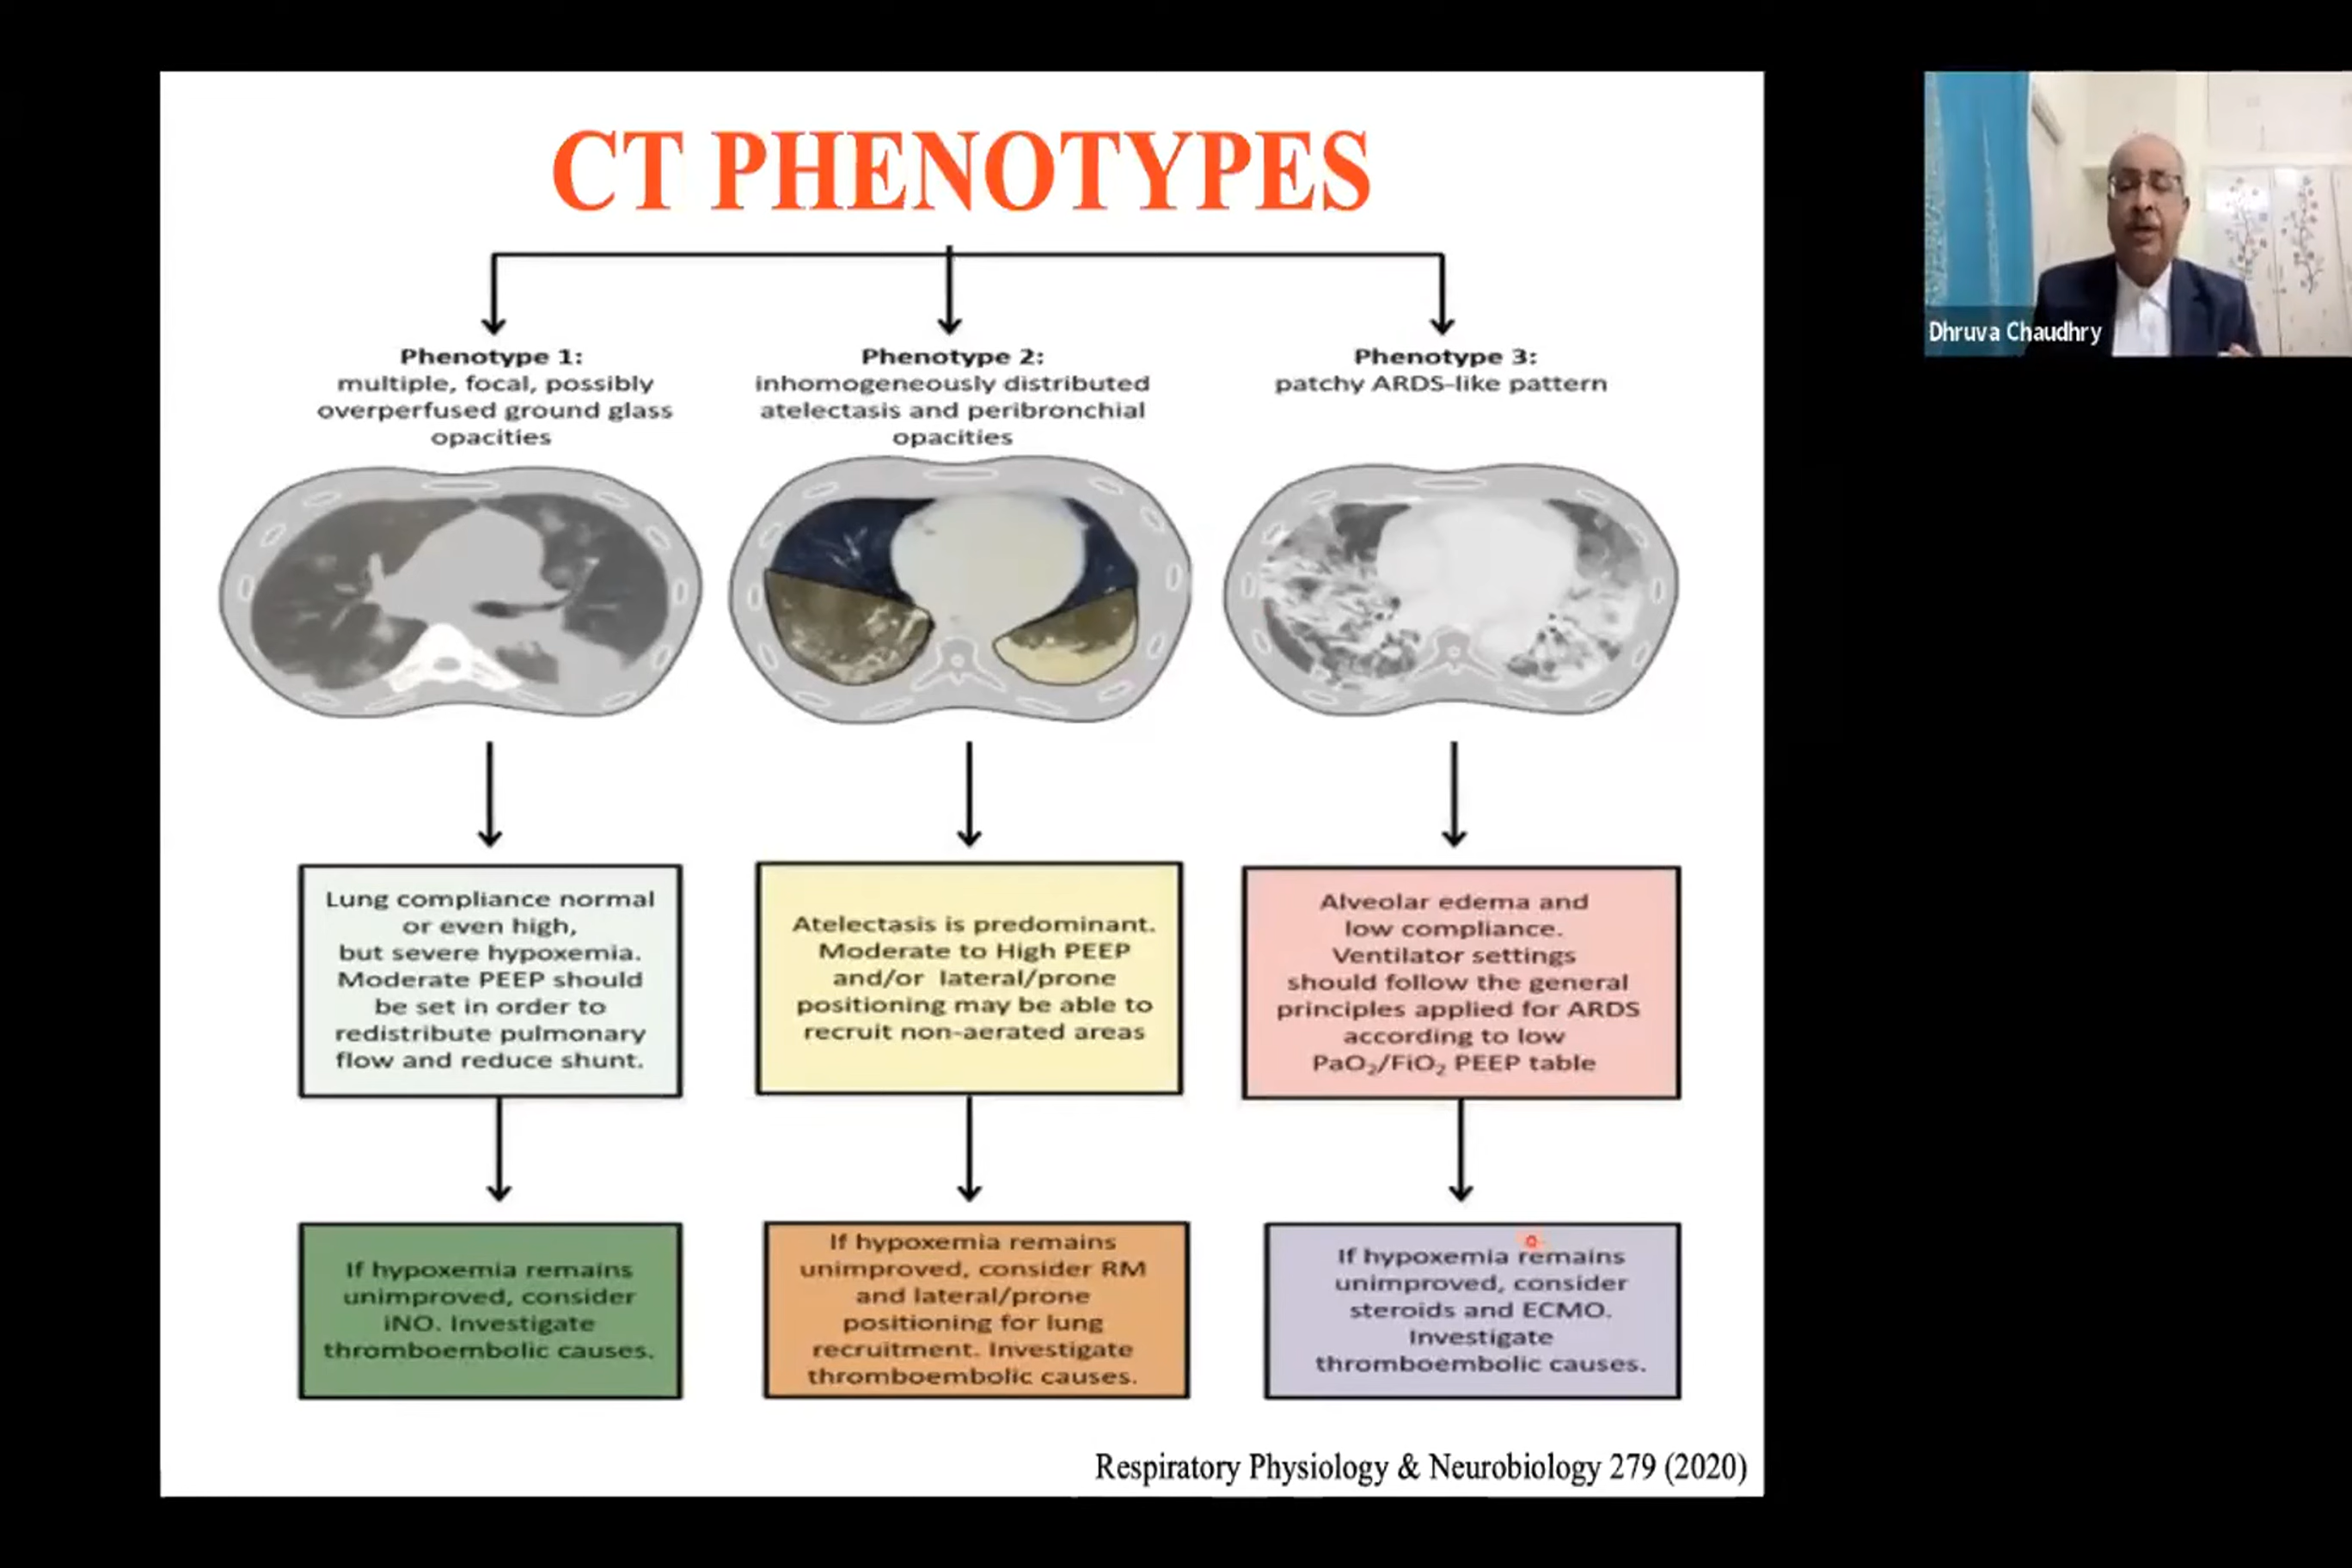 CT PHENOTYPES
Phenotype 1:
multiple, focal, possibly
overperfused ground glass
opacities
Phenotype 2:
inhomogeneously distributed
atelectasis and peribronchial
opacities
Phenotype 3:
patchy ARDS-like pattern
Lung compliance normal
or even high,
but severe hypoxemia.
Moderate PEEP should
be set in order to
redistribute pulmonary
flow and reduce shunt.
Atelectasis is predominant.
Moderate to High PEEP
and/or lateral/prone
positioning may be able to
recruit non-aerated areas
Alveolar edema and
low compliance.
Ventilator settings
should follow the general
principles applied for ARDS
according to low
PaO₂/FiO₂ PEEP table
If hypoxemia remains
unimproved, consider
iNO. Investigate
thromboembolic causes.
If hypoxemia remains
unimproved, consider RM
and lateral/prone
positioning for lung
recruitment. Investigate
thromboembolic causes.
If hypoxemia remains
unimproved, consider
steroids and ECMO.
Investigate
thromboembolic causes.
Respiratory Physiology & Neurobiology 279 (2020)
Dhruva Chaudhry